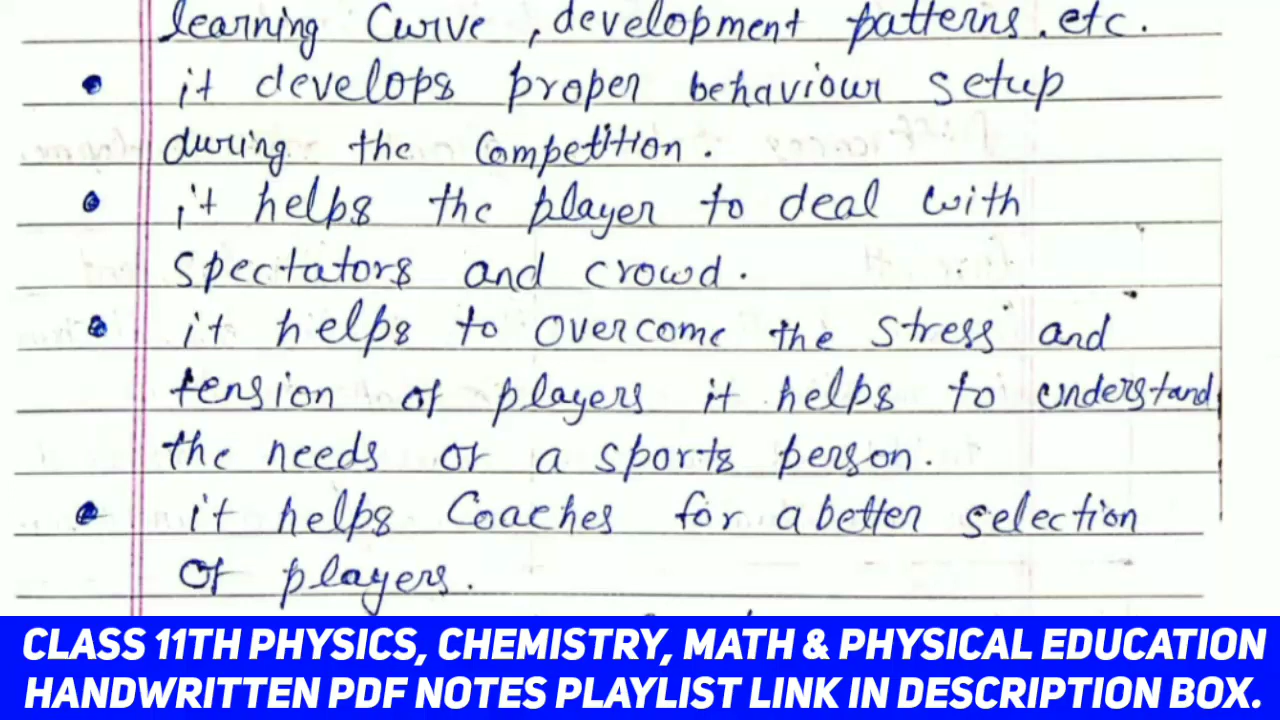 learning Curve, development patterns. etc.
• it develops proper behaviour setup
during the Competition.
• it helps the player to deal with
spectators and crowd.
• it helps to overcome the stress and
tension of players it helps to understand
the needs of a sports person.
• it helps Coaches for a better selection
of players.
CLASS 11TH PHYSICS, CHEMISTRY, MATH & PHYSICAL EDUCATION
HANDWRITTEN PDF NOTES PLAYLIST LINK IN DESCRIPTION BOX.